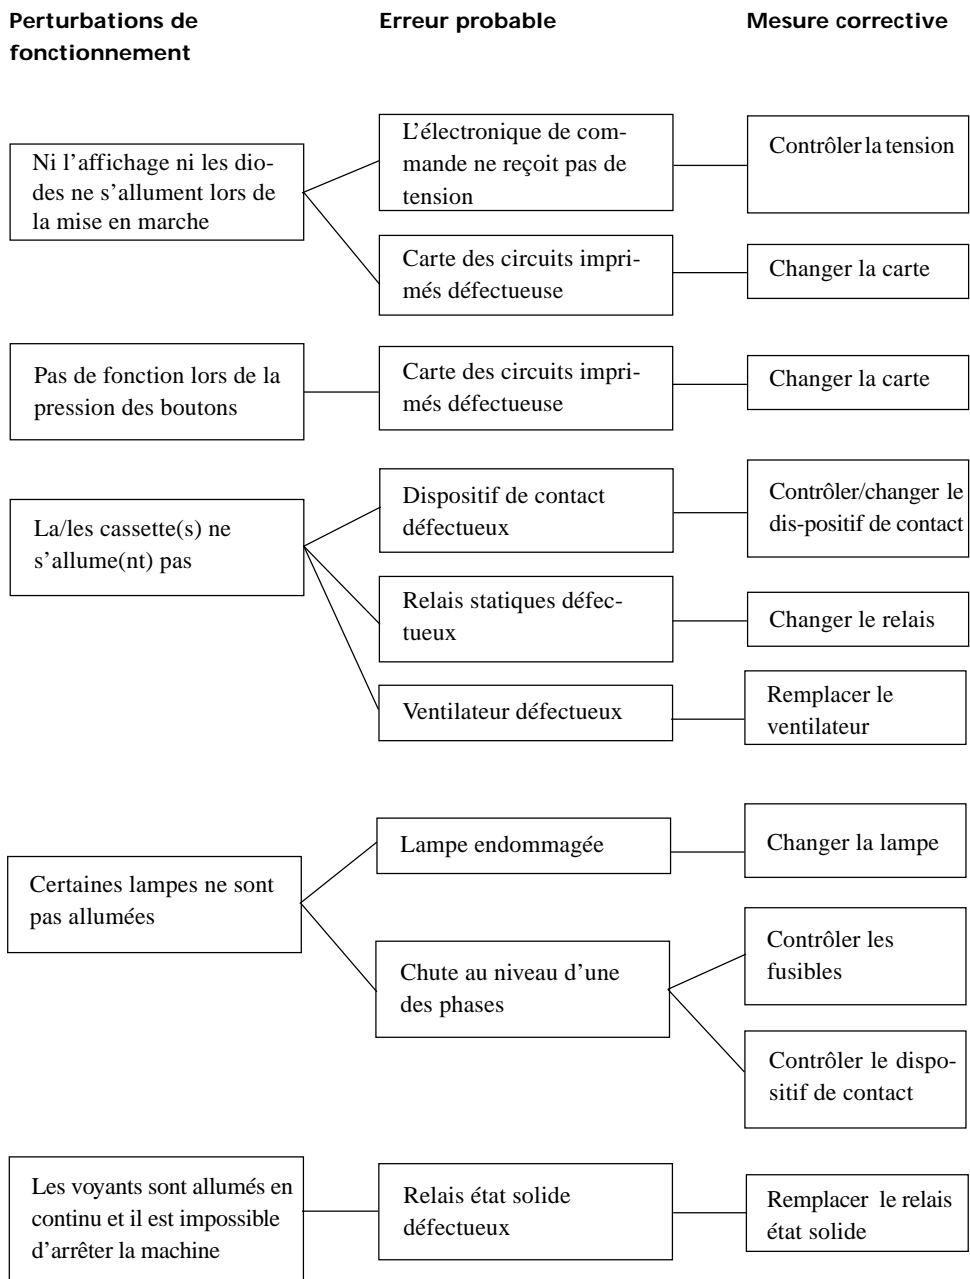 Perturbations de
fonctionnement
Erreur probable
Mesure corrective
Ni l’affichage ni les dio-
des ne s’allument lors de
la mise en marche
L’électronique de com-
mande ne reçoit pas de
tension
Contrôler la tension
Carte des circuits impri-
més défectueuse
Changer la carte
Pas de fonction lors de la
pression des boutons
Carte des circuits impri-
més défectueuse
Changer la carte
La/les cassette(s) ne
s’allume(nt) pas
Dispositif de contact
défectueux
Contrôler/changer le
dis-positif de contact
Relais statiques défec-
tueux
Changer le relais
Ventilateur défectueux
Remplacer le
ventilateur
Certaines lampes ne sont
pas allumées
Lampe endommagée
Changer la lampe
Chute au niveau d’une
des phases
Contrôler les
fusibles
Contrôler le dispo-
sitif de contact
Les voyants sont allumés en
continu et il est impossible
d’arrêter la machine
Relais état solide
défectueux
Remplacer le relais
état solide